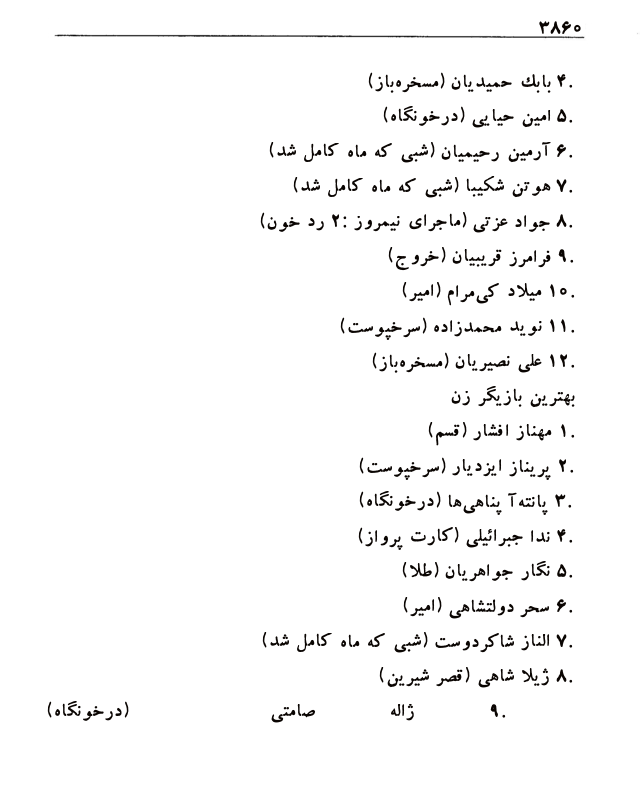 ۳۸۶۰
۴. بابك حمیدیان (مسخره‌باز)
۵. امین حیایی (درخونگاه)
۶. آرمین رحیمیان (شبی که ماه کامل شد)
۷. هوتن شکیبا (شبی که ماه کامل شد)
۸. جواد عزتی (ماجرای نیمروز :۲ رد خون)
۹. فرامرز قریبیان (خروج)
۱۰. میلاد کی‌مرام (امیر)
۱۱. نوید محمدزاده (سرخپوست)
۱۲. علی نصیریان (مسخره‌باز)
بهترین بازیگر زن
۱. مهناز افشار (قسم)
۲. پریناز ایزدیار (سرخپوست)
۳. پانته‌آ پناهی‌ها (درخونگاه)
۴. ندا جبرائیلی (کارت پرواز)
۵. نگار جواهریان (طلا)
۶. سحر دولتشاهی (امیر)
۷. الناز شاکردوست (شبی که ماه کامل شد)
۸. ژیلا شاهی (قصر شیرین)
۹. ژاله صامتی (درخونگاه)